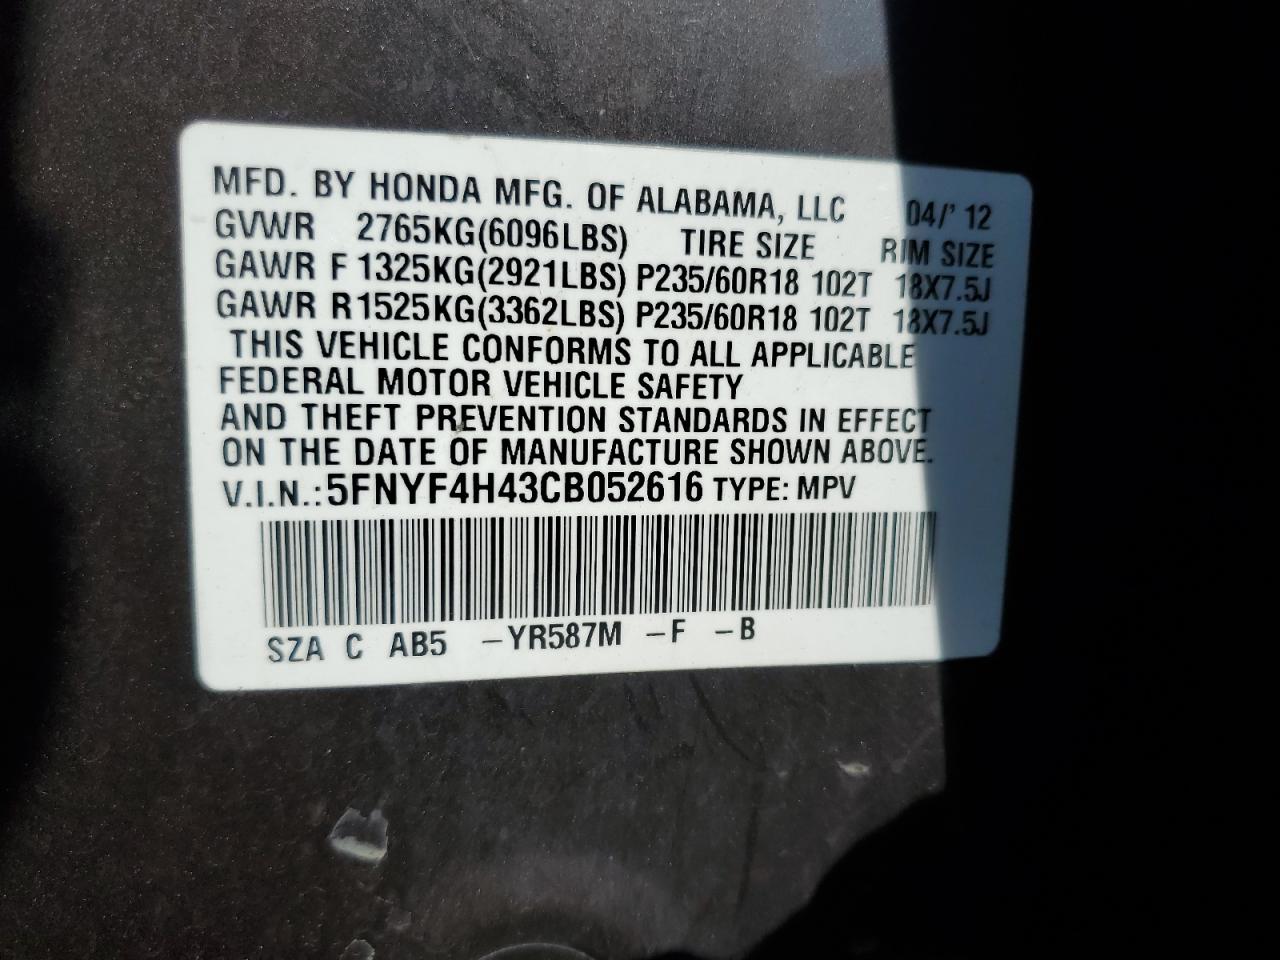 MFD. BY HONDA MFG. OF ALABAMA, LLC 04/' 12
GVWR 2765KG(6096LBS) TIRE SIZE RIM SIZE
GAWR F 1325KG(2921LBS) P235/60R18 102T 18X7.5J
GAWR R1525KG(3362LBS) P235/60R18 102T 18X7.5J
THIS VEHICLE CONFORMS TO ALL APPLICABLE
FEDERAL MOTOR VEHICLE SAFETY
AND THEFT PREVENTION STANDARDS IN EFFECT
ON THE DATE OF MANUFACTURE SHOWN ABOVE.
V.I.N.:5FNYF4H43CB052616 TYPE: MPV
SZA C AB5 -YR587M -F -B